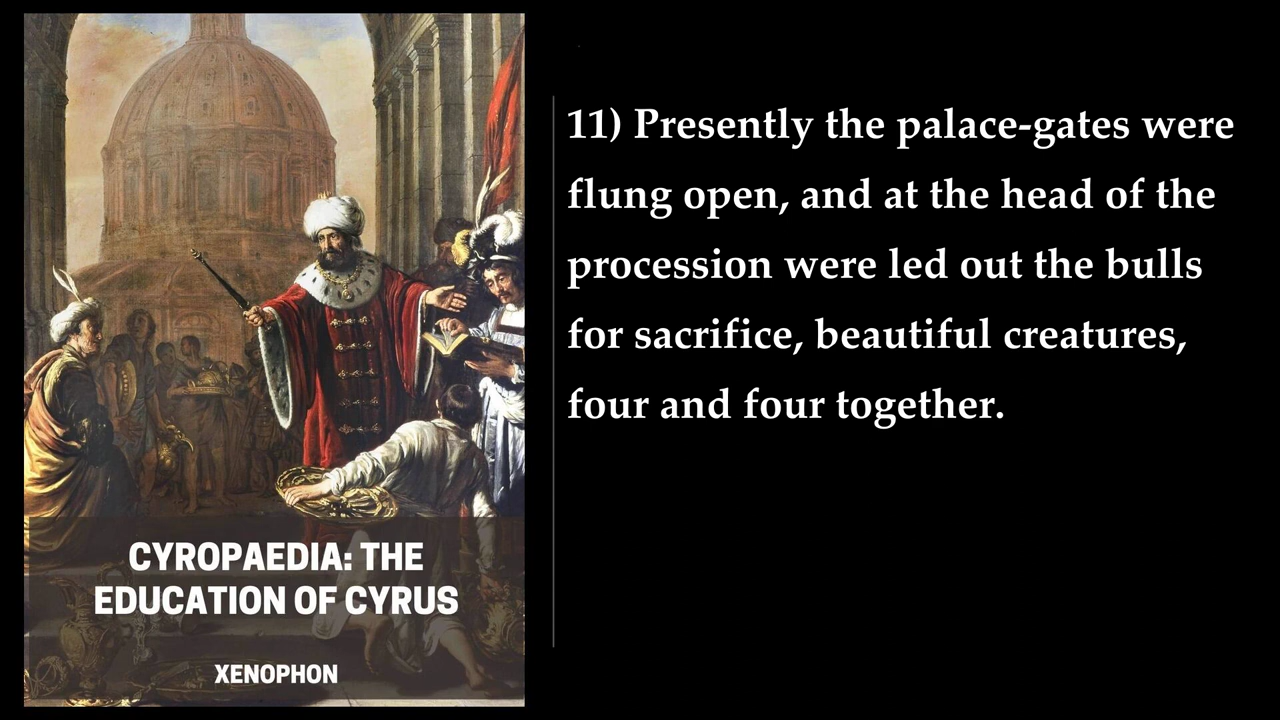 11) Presently the palace-gates were
flung open, and at the head of the
procession were led out the bulls
for sacrifice, beautiful creatures,
four and four together.
CYROPAEDIA: THE
EDUCATION OF CYRUS
XENOPHON